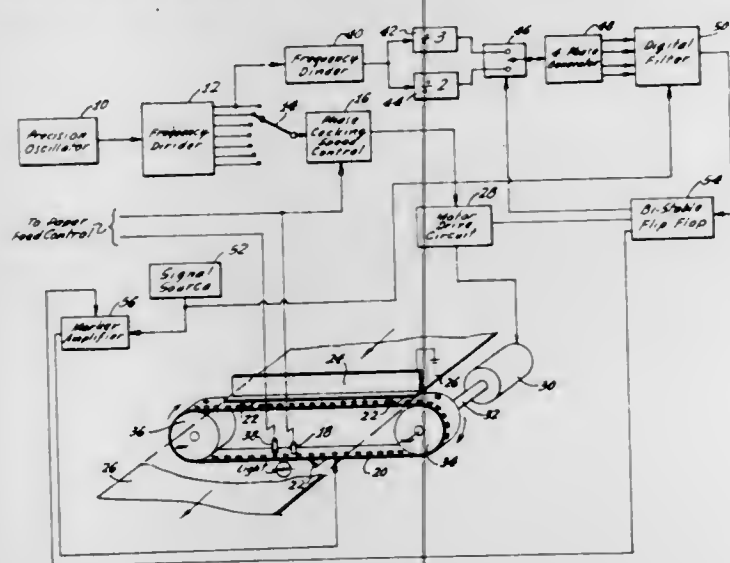 10
Precision
Oscillator
12
Frequency
Divider
14
40
Frequency
Divider
16
Phase
Locking
Speed
Control
42
÷ 3
44
÷ 2
46
48
4 Phase
Generator
50
Digital
Filter
To Paper
Feed Control
52
Signal
Source
56
Marker
Amplifier
28
Motor
Drive
Circuit
54
Bi-Stable
Flip Flop
24
26
30
32
22
22
36
38
18
34
Light
20
22
26